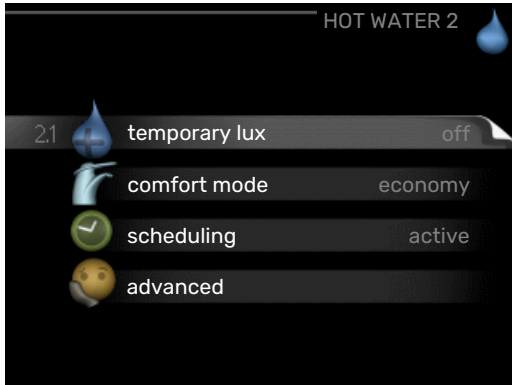 HOT WATER 2
2.1 temporary lux off
comfort mode economy
scheduling active
advanced